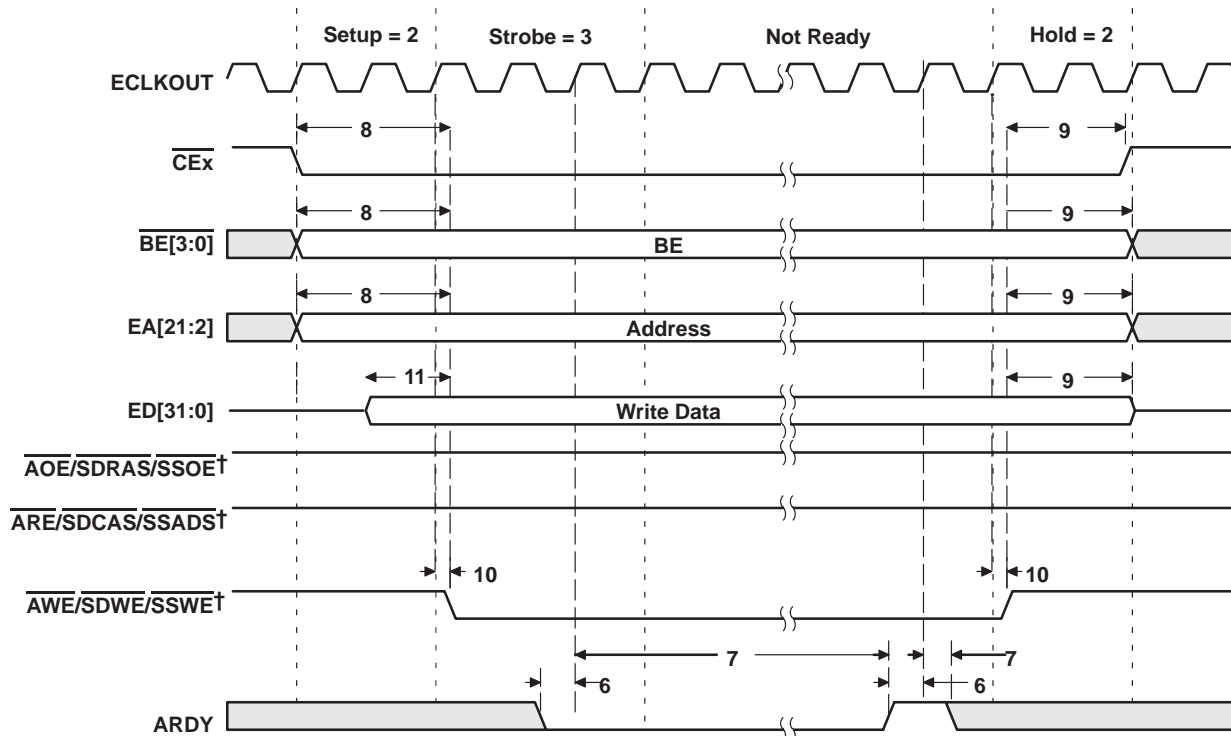 Setup = 2 Strobe = 3 Not Ready Hold = 2
ECLKOUT
8 9
CEx
8 9
BE[3:0] BE
8 9
EA[21:2] Address
11 9
ED[31:0] Write Data
AOE/SDRAS/SSOE†
ARE/SDCAS/SSADS†
10 10
AWE/SDWE/SSWE†
7 7
6 6
ARDY